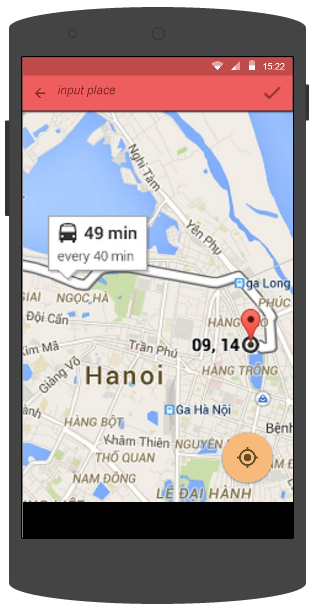 15:22
input place
Nghi Tàm
Yên Phụ
49 min
every 40 min
ga Long
GIAI
NGỌC HÀ
PHÚC
Đội Cấn
HÀNG
09, 14
Kim Mã
Trần Phú
HÀNG TRỐNG
Giảng Võ
Hanoi
HÀNG BỘT
Ga Hà Nội
Bệnh
Khâm Thiên
NGUYỄN
THỔ QUAN
NAM ĐỒNG
LÊ ĐẠI HÀNH
HÀNG